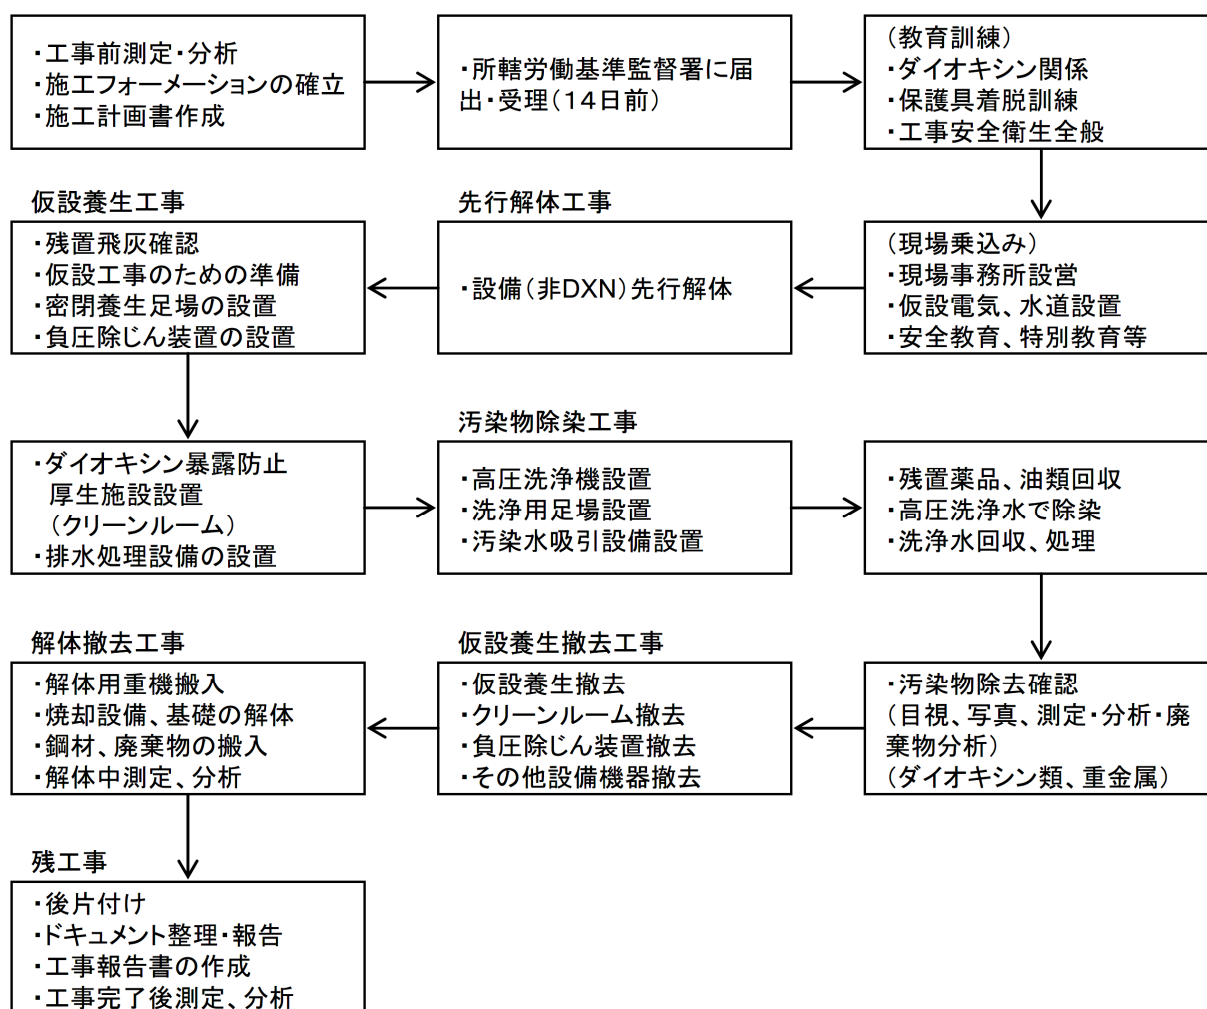 ・工事前測定・分析
・施工フォーメーションの確立
・施工計画書作成
・所轄労働基準監督署に届
出・受理(14日前)
(教育訓練)
・ダイオキシン関係
・保護具着脱訓練
・工事安全衛生全般
(現場乗込み)
・現場事務所設営
・仮設電気、水道設置
・安全教育、特別教育等
先行解体工事
・設備(非DXN)先行解体
仮設養生工事
・残置飛灰確認
・仮設工事のための準備
・密閉養生足場の設置
・負圧除じん装置の設置
・ダイオキシン暴露防止
厚生施設設置
(クリーンルーム)
・排水処理設備の設置
汚染物除染工事
・高圧洗浄機設置
・洗浄用足場設置
・汚染水吸引設備設置
・残置薬品、油類回収
・高圧洗浄水で除染
・洗浄水回収、処理
・汚染物除去確認
(目視、写真、測定・分析・廃
棄物分析)
(ダイオキシン類、重金属)
仮設養生撤去工事
・仮設養生撤去
・クリーンルーム撤去
・負圧除じん装置撤去
・その他設備機器撤去
解体撤去工事
・解体用重機搬入
・焼却設備、基礎の解体
・鋼材、廃棄物の搬入
・解体中測定、分析
残工事
・後片付け
・ドキュメント整理・報告
・工事報告書の作成
・工事完了後測定、分析